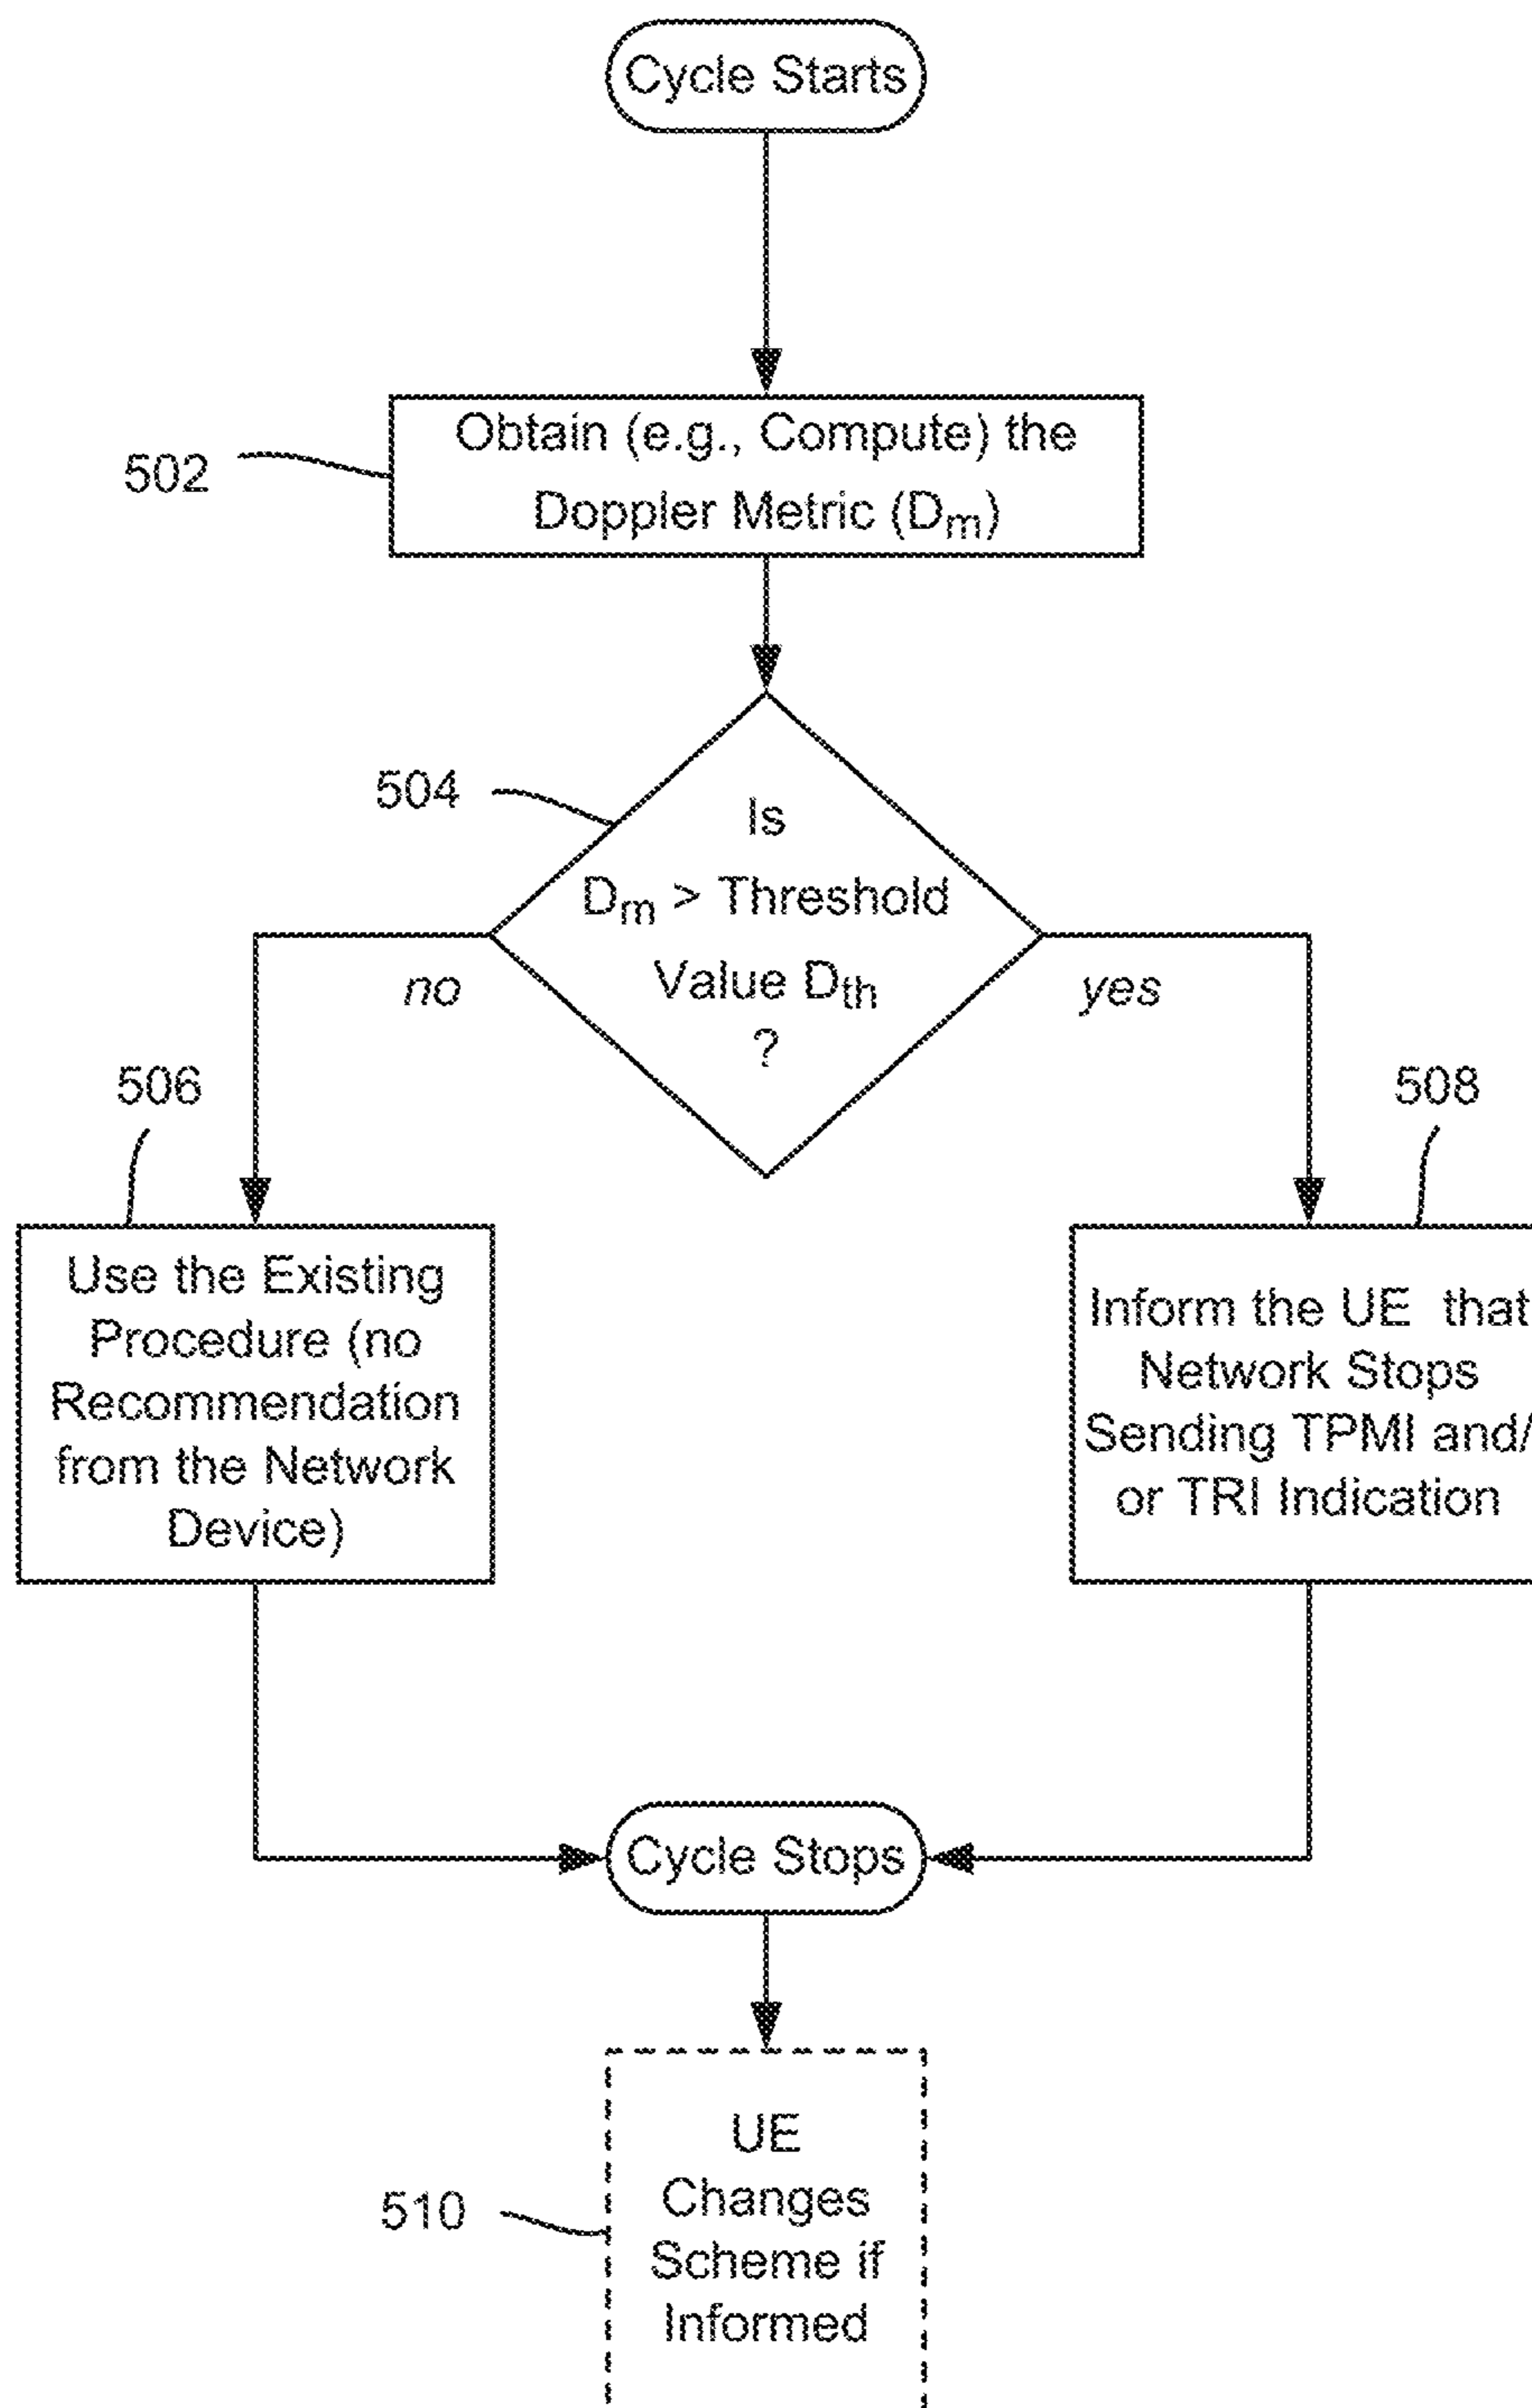 Cycle Starts
502
Obtain (e.g., Compute) the
Doppler Metric (Dm)
504
Is
Dm > Threshold
Value Dth
?
no
yes
506
508
Use the Existing
Procedure (no
Recommendation
from the Network
Device)
Inform the UE that
Network Stops
Sending TPMI and/
or TRI Indication
Cycle Stops
510
UE
Changes
Scheme if
Informed